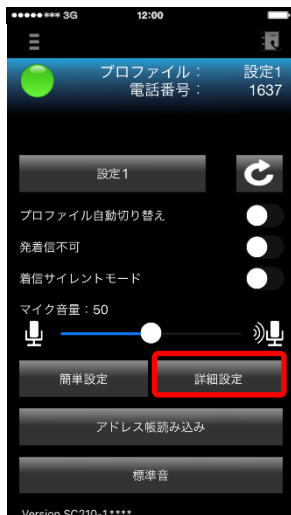 ***3G 12:00
プロファイル： 設定1
電話番号： 1637
設定1
プロファイル自動切り替え
発着信不可
着信サイレントモード
マイク音量：50
簡単設定 詳細設定
アドレス帳読み込み
標準音
Version SC210-1****